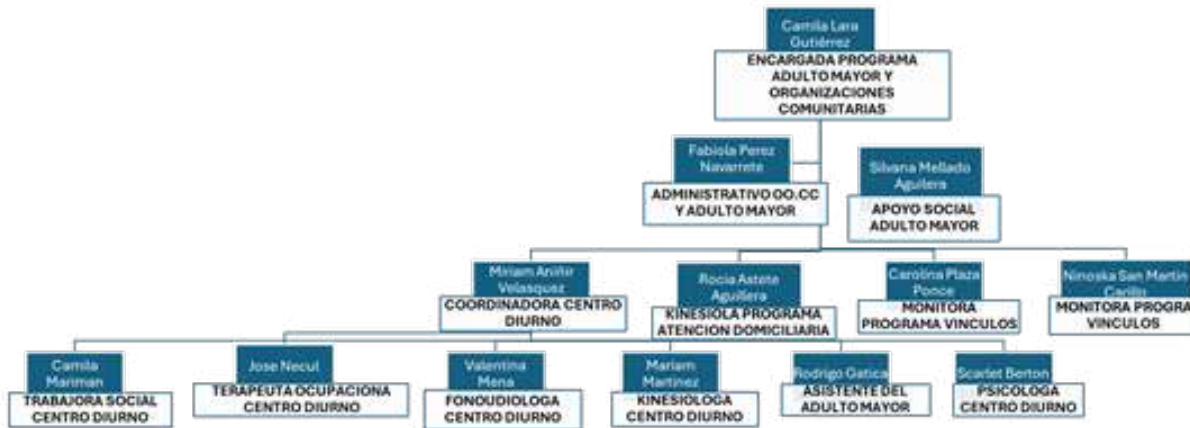 Camila Lara
Gutiérrez
ENCARGADA PROGRAMA
ADULTO MAYOR Y
ORGANIZACIONES
COMUNITARIAS
Fabiola Perez
Navarrete
ADMINISTRATIVO OO.CC
Y ADULTO MAYOR
Silvana Mellado
Aguilera
APOYO SOCIAL
ADULTO MAYOR
Miriam Aniñir
Velasquez
COORDINADORA CENTRO
DIURNO
Rocia Astete
Aguillera
KINESIOLA PROGRAMA
ATENCION DOMICILIARIA
Carolina Plaza
Ponce
MONITORA
PROGRAMA VINCULOS
Ninoska San Martin
Carillo
MONITORA PROGRA
VINCULOS
Camila
Mariman
TRABAJORA SOCIAL
CENTRO DIURNO
Jose Necul
TERAPEUTA OCUPACIONA
CENTRO DIURNO
Valentina
Mena
FONOUDIOLOGA
CENTRO DIURNO
Mariam
Martinez
KINESIOLOGA
CENTRO DIURNO
Rodrigo Gatica
ASISTENTE DEL
ADULTO MAYOR
Scarlet Berton
PSICOLOGA
CENTRO DIURNO